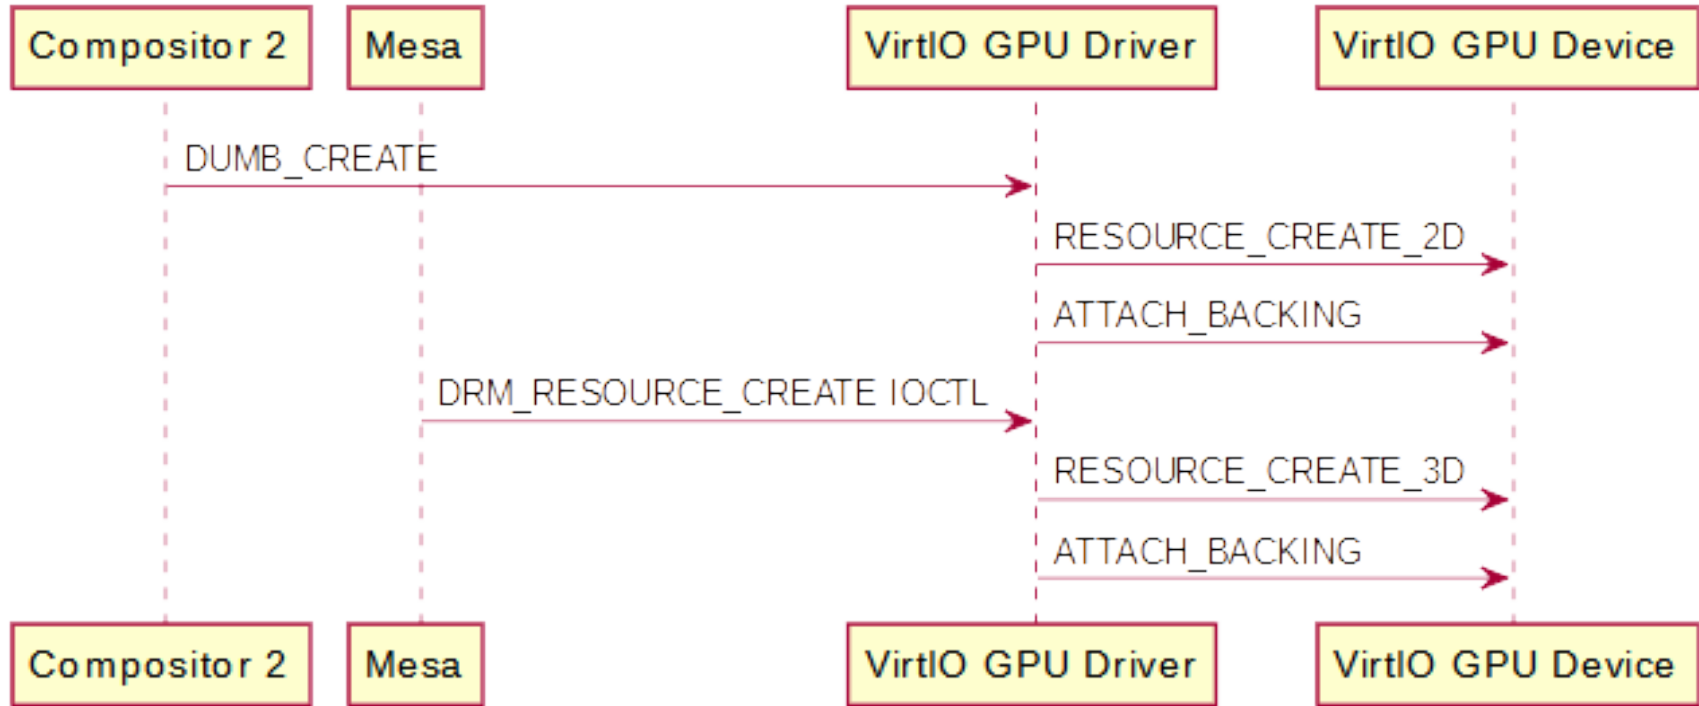 Compositor 2 Mesa VirtIO GPU Driver VirtIO GPU Device
DUMB_CREATE
RESOURCE_CREATE_2D
ATTACH_BACKING
DRM_RESOURCE_CREATE IOCTL
RESOURCE_CREATE_3D
ATTACH_BACKING
Compositor 2 Mesa VirtIO GPU Driver VirtIO GPU Device